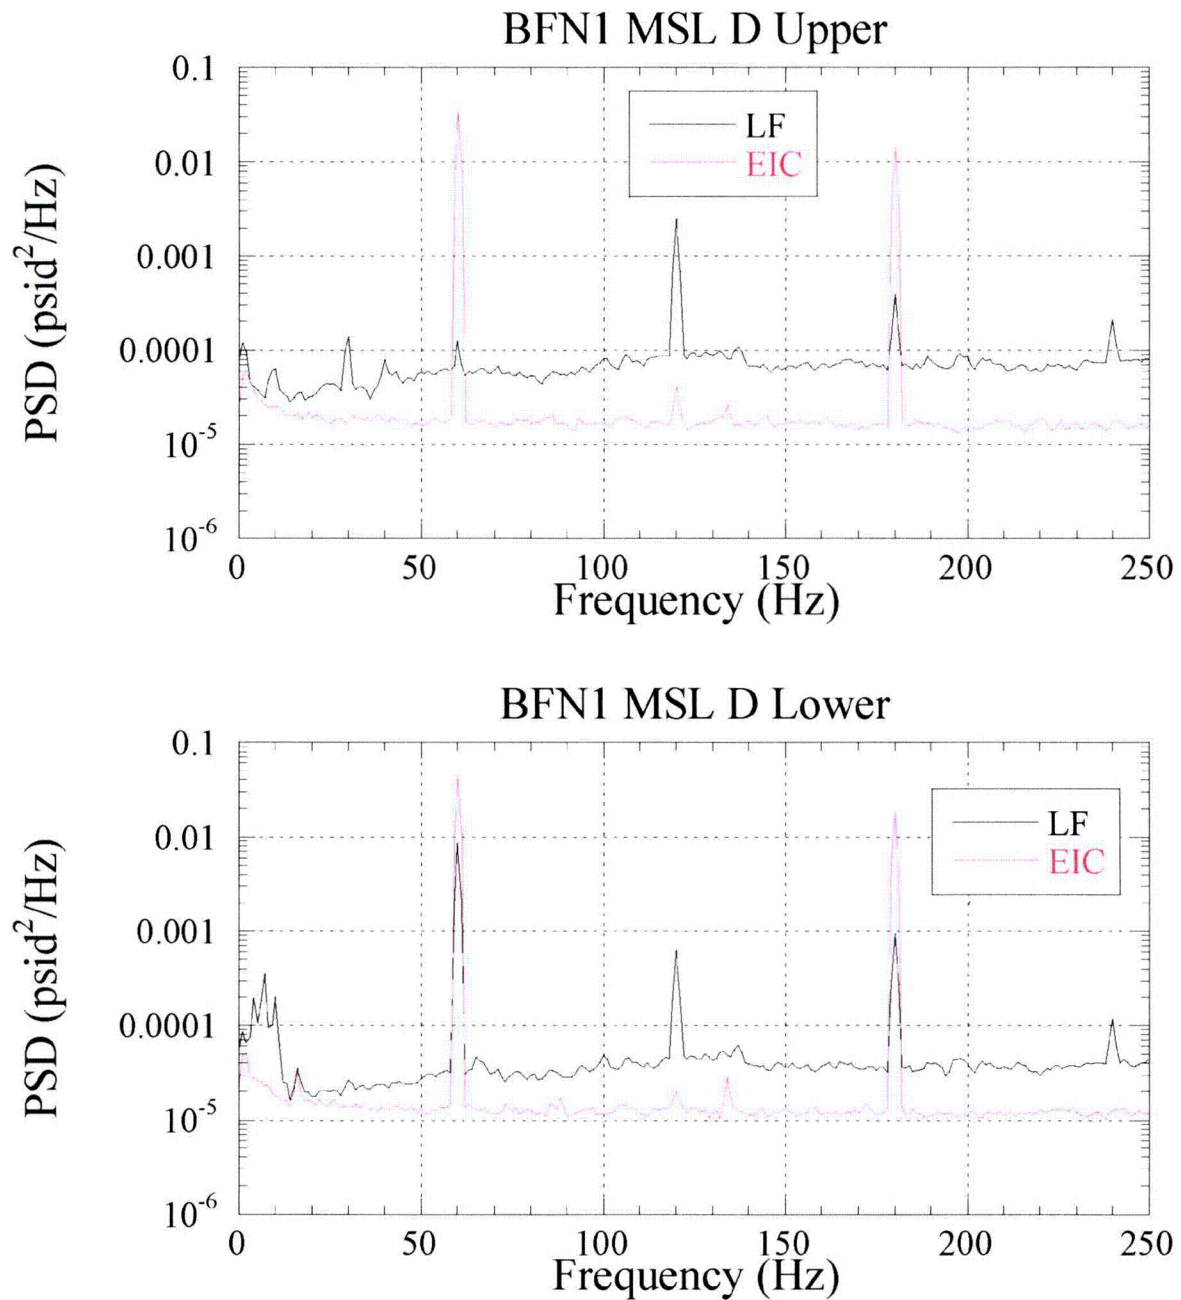 BFN1 MSL D Upper
PSD (psid²/Hz)
0.1
0.01
0.001
0.0001
10⁻⁵
10⁻⁶
LF
EIC
0 50 100 150 200 250
Frequency (Hz)
BFN1 MSL D Lower
PSD (psid²/Hz)
0.1
0.01
0.001
0.0001
10⁻⁵
10⁻⁶
LF
EIC
0 50 100 150 200 250
Frequency (Hz)